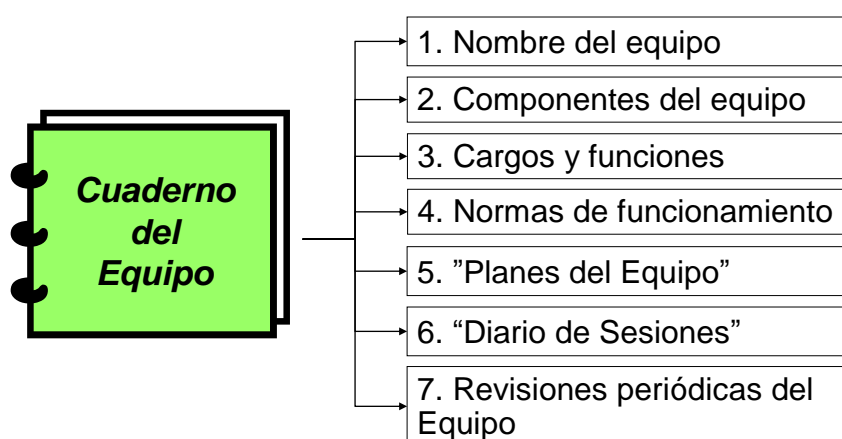 Cuaderno
del
Equipo
1. Nombre del equipo
2. Componentes del equipo
3. Cargos y funciones
4. Normas de funcionamiento
5. ”Planes del Equipo”
6. “Diario de Sesiones”
7. Revisiones periódicas del
Equipo